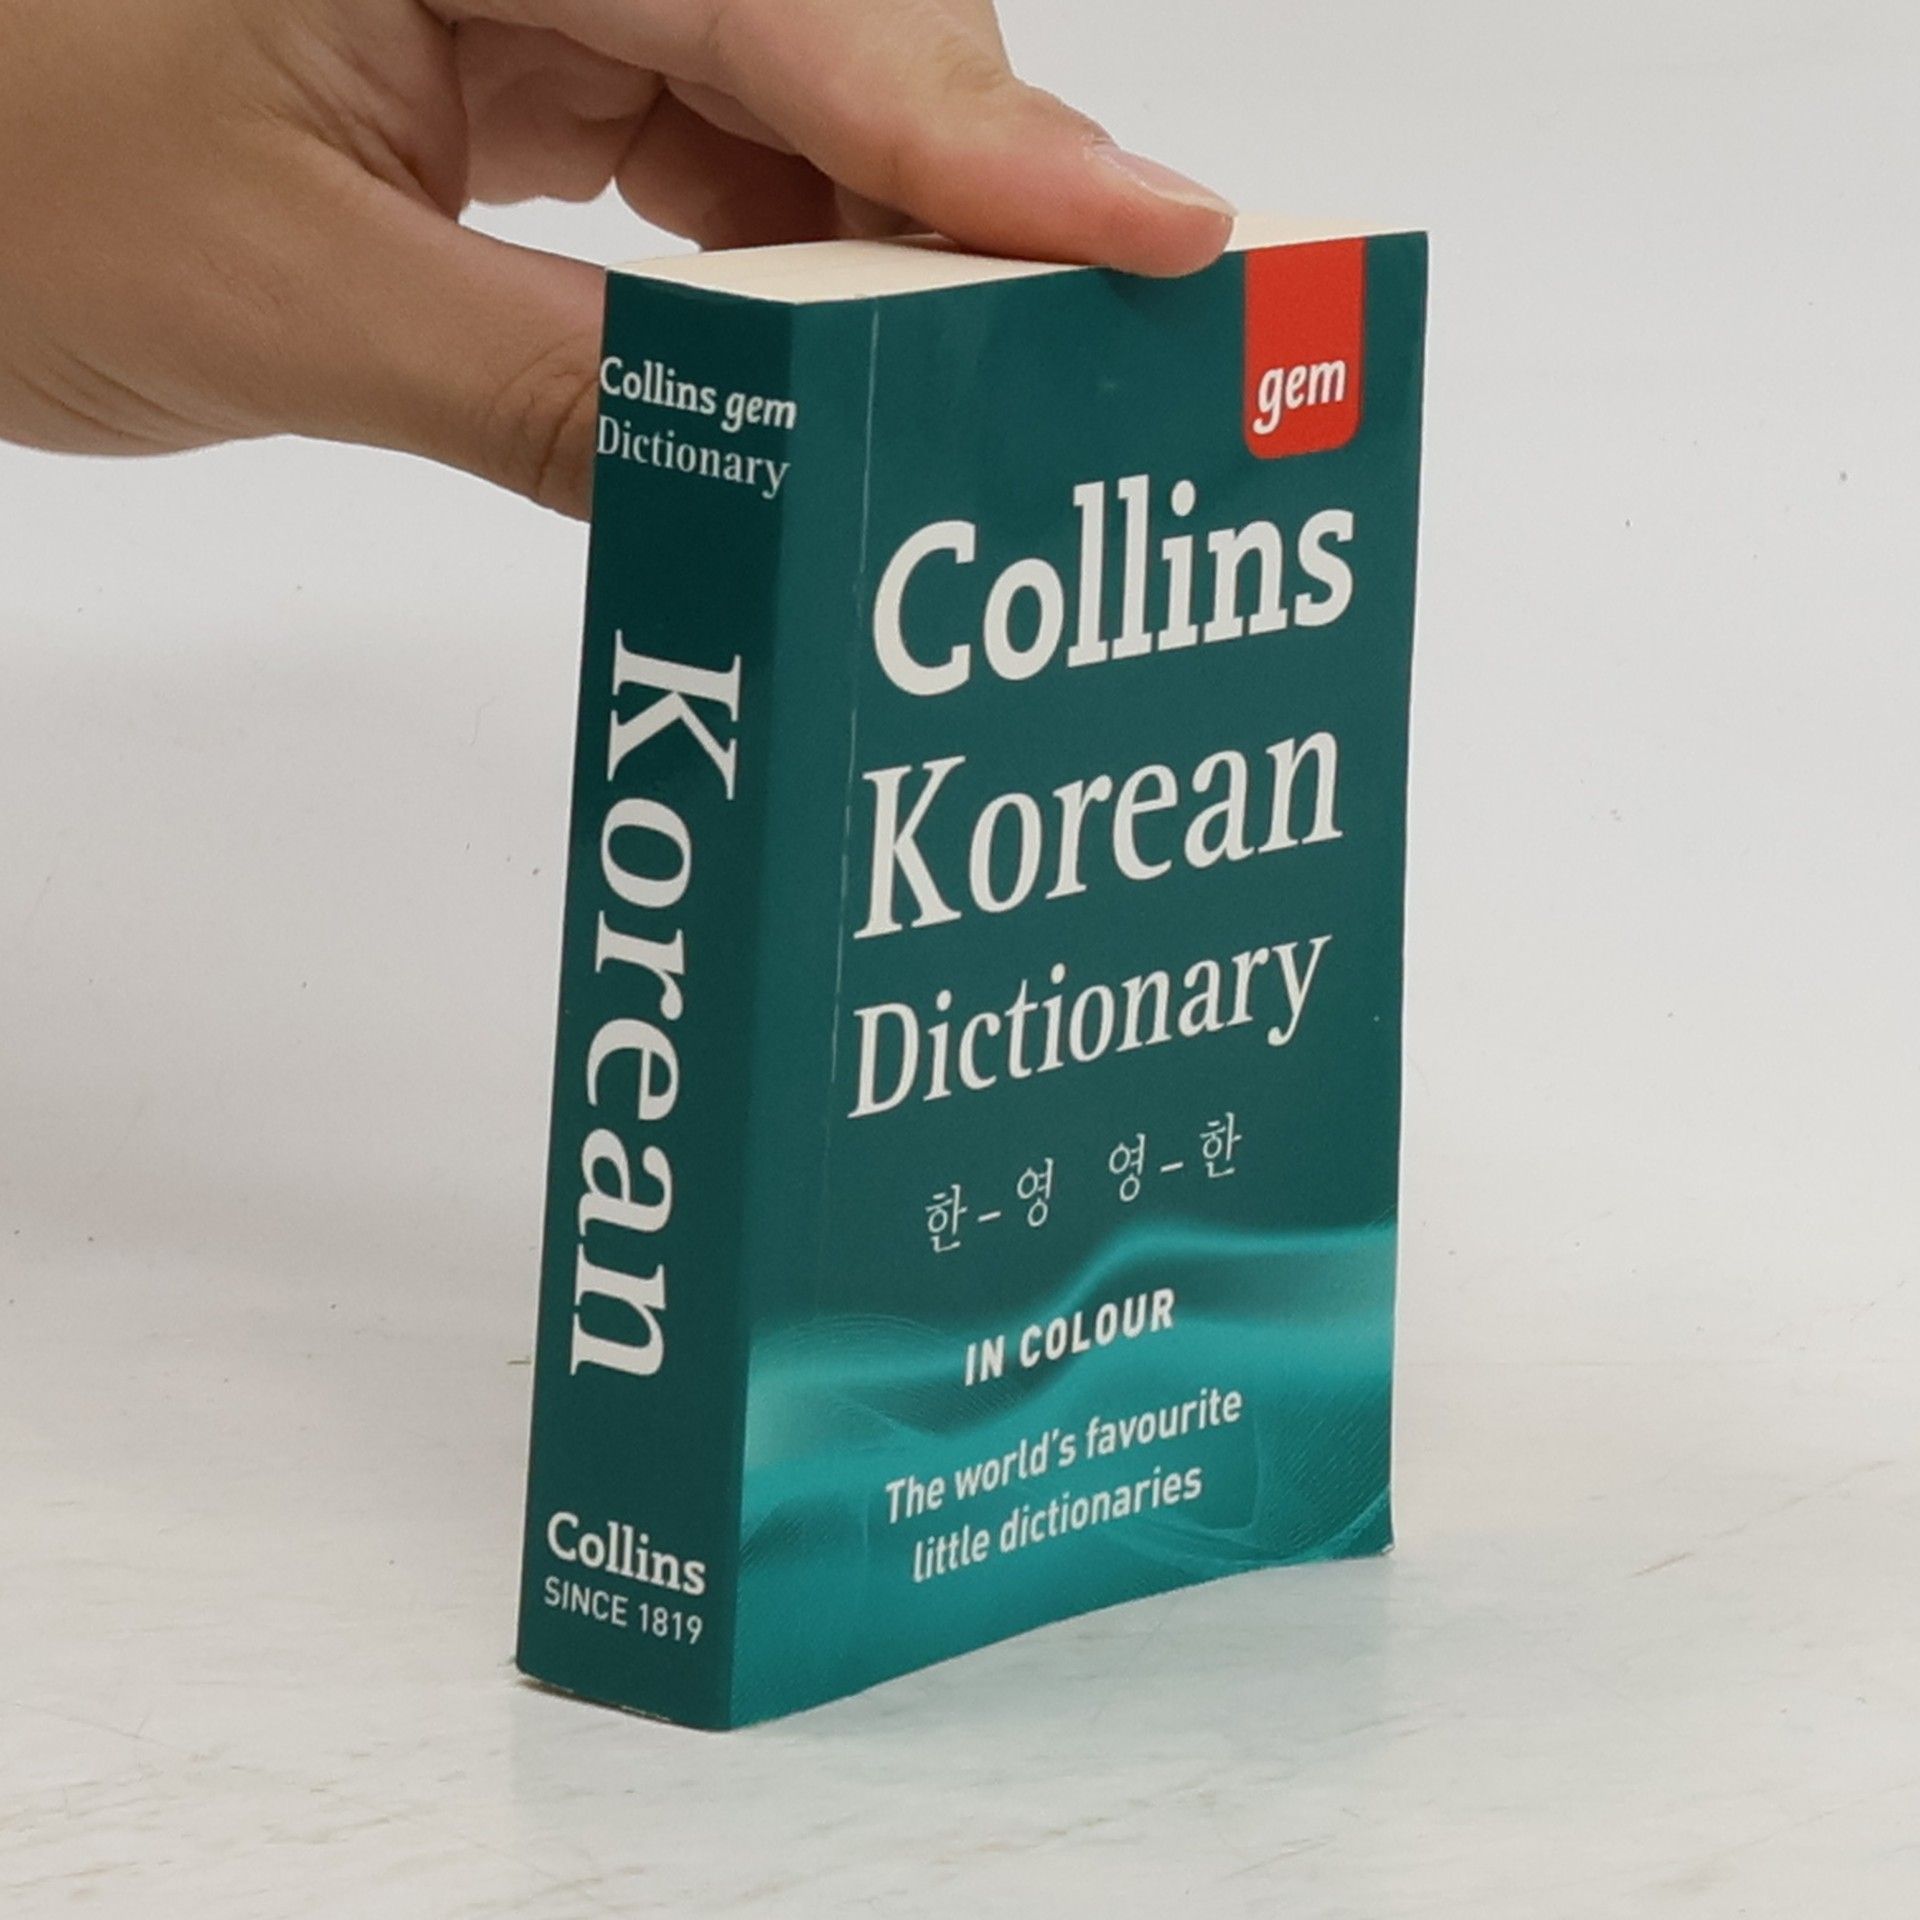 Collins gem
Dictionary
Korean
Collins
SINCE 1819
gem
Collins
Korean
Dictionary
한-영 영-한
IN COLOUR
The world's favourite
little dictionaries